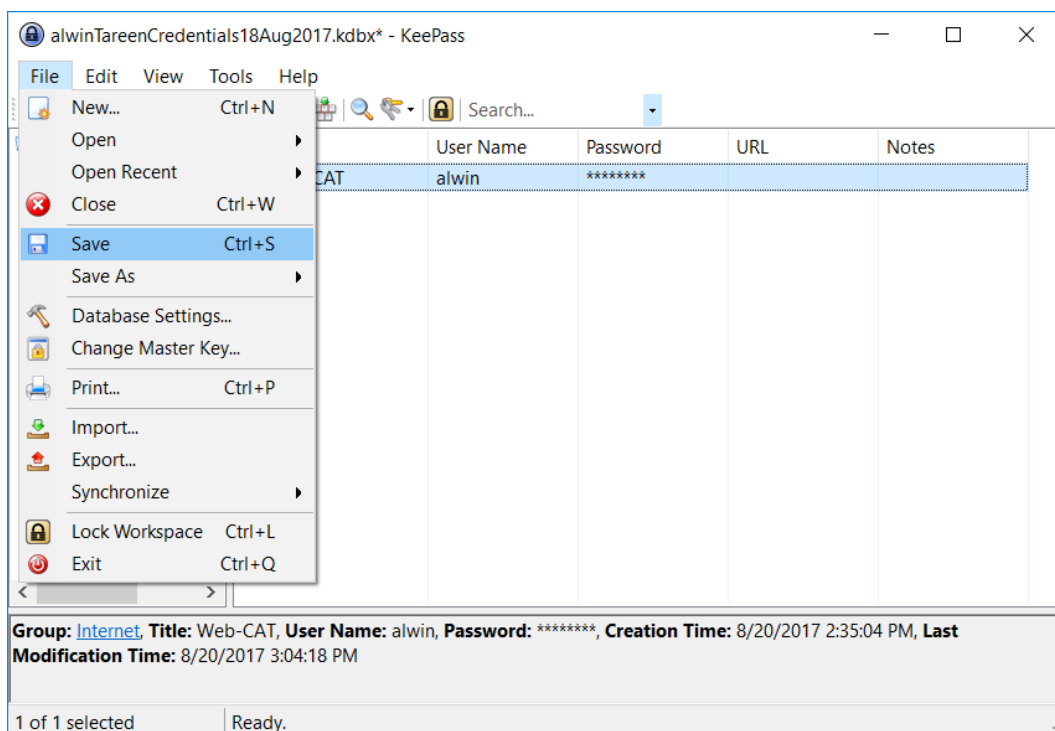 alwinTareenCredentials18Aug2017.kdbx* - KeePass
File Edit View Tools Help
Search...
New... Ctrl+N
Open
Open Recent
Close Ctrl+W
Save Ctrl+S
Save As
Database Settings...
Change Master Key...
Print... Ctrl+P
Import...
Export...
Synchronize
Lock Workspace Ctrl+L
Exit Ctrl+Q
User Name Password URL Notes
CAT alwin ********
Group: Internet, Title: Web-CAT, User Name: alwin, Password: ********, Creation Time: 8/20/2017 2:35:04 PM, Last
Modification Time: 8/20/2017 3:04:18 PM
1 of 1 selected Ready.